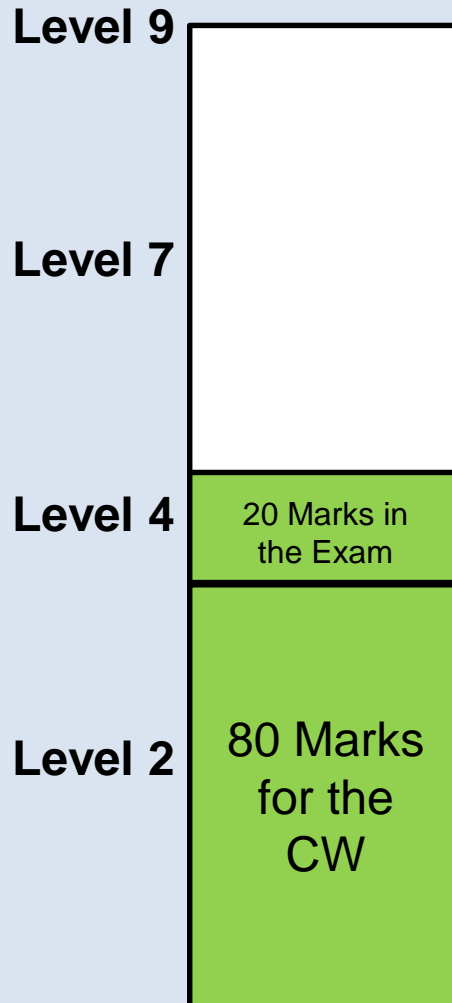 Level 9
Level 7
Level 4
20 Marks in
the Exam
Level 2
80 Marks
for the
CW